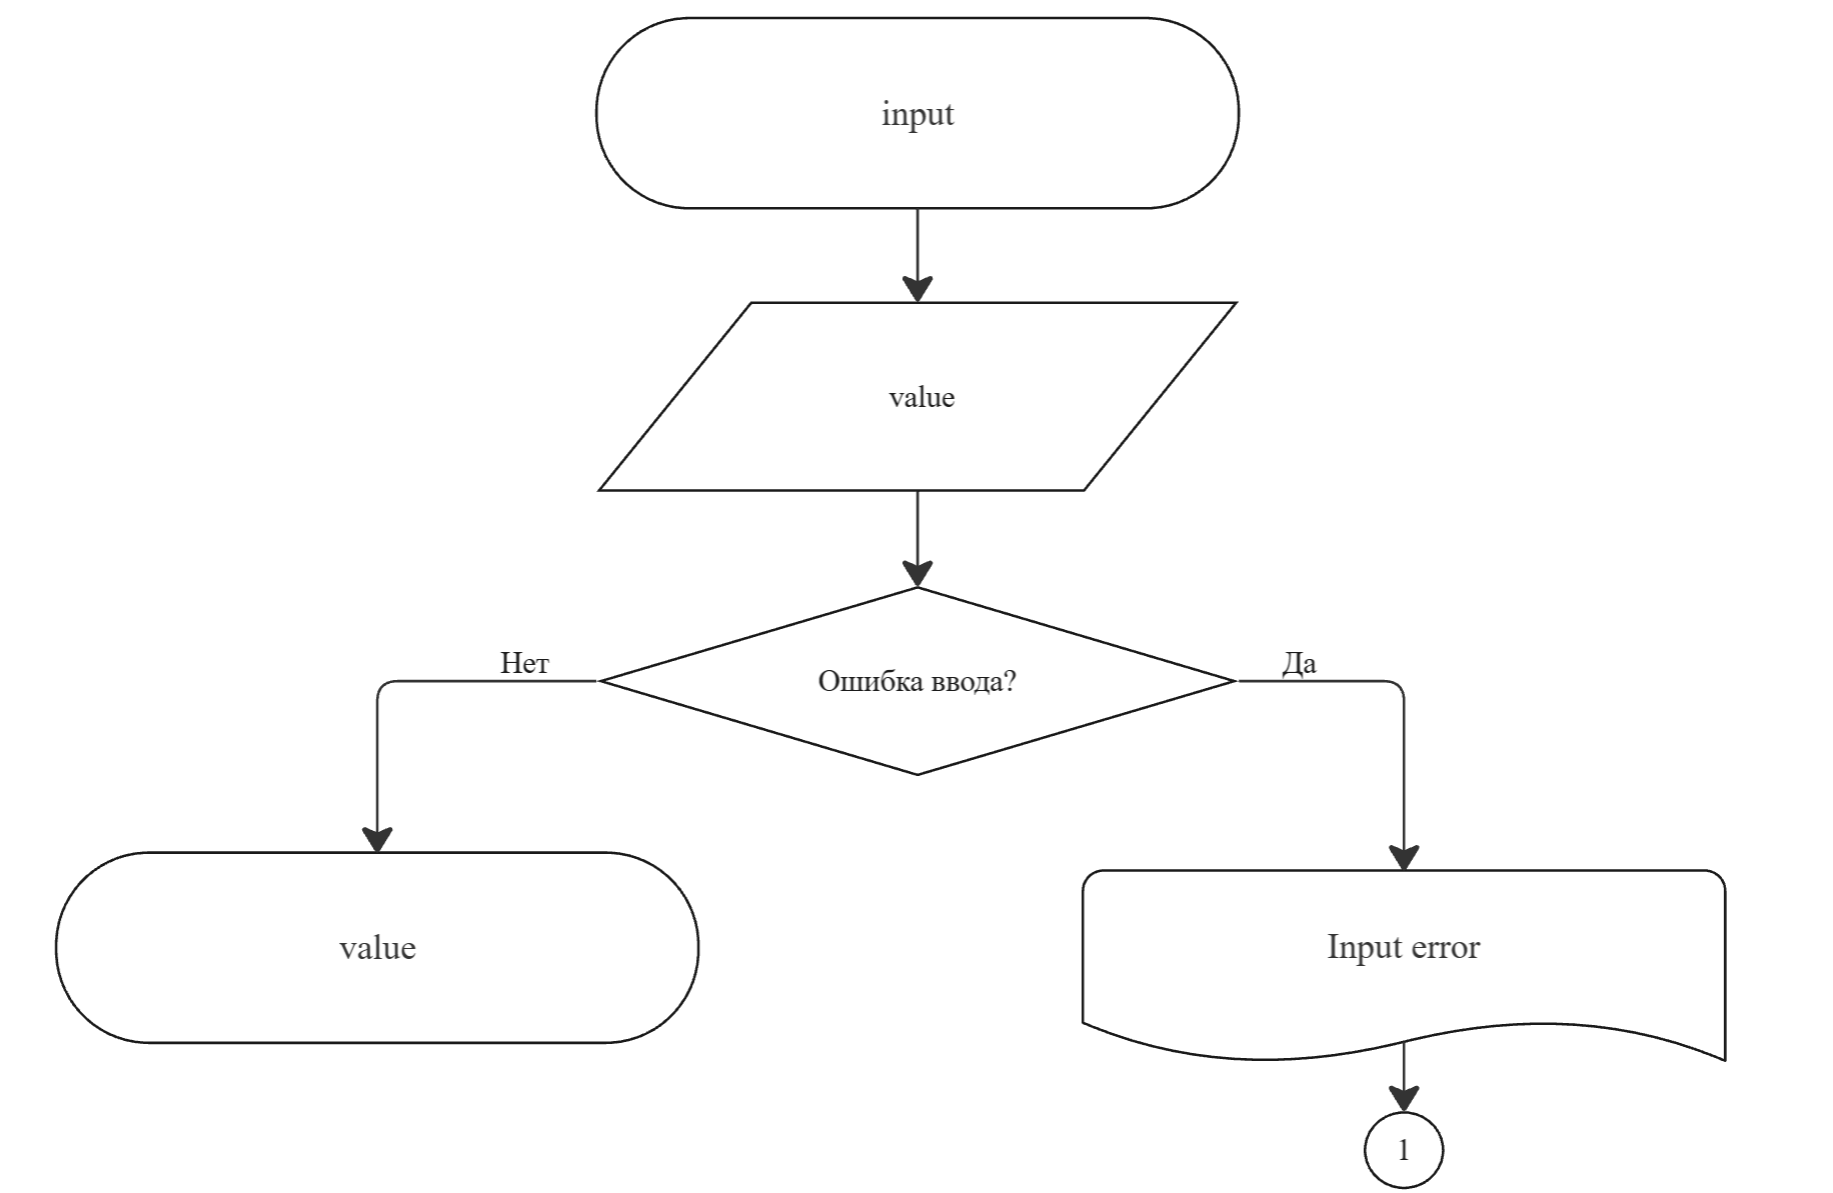 input
value
Ошибка ввода?
Нет
Да
value
Input error
1